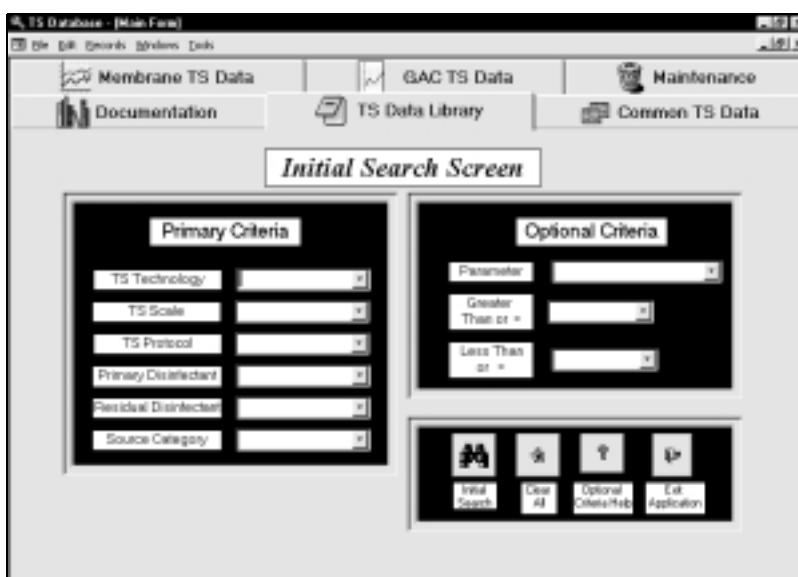 TS Database - [Main Form]
File Edit Records Windows Tools
Membrane TS Data
GAC TS Data
Maintenance
Documentation
TS Data Library
Common TS Data
Initial Search Screen
Primary Criteria
TS Technology
TS Scale
TS Protocol
Primary Disinfectant
Residual Disinfectant
Source Category
Optional Criteria
Parameter
Greater
Than or =
Less Than
or =
Initial
Search
Clear
All
Optional
Criteria Help
Exit
Application